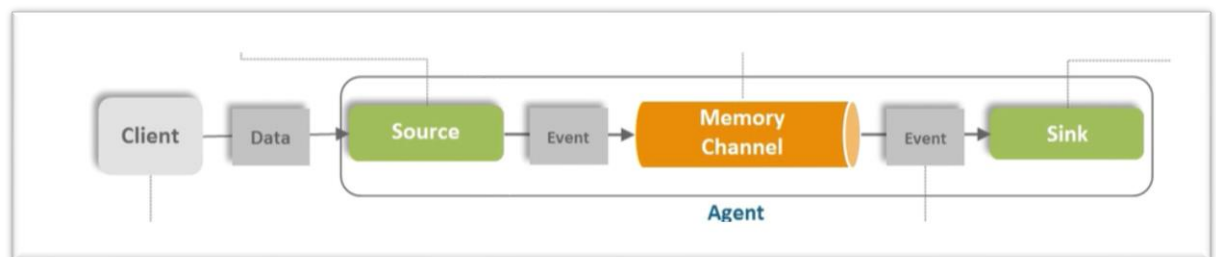 Client
Data
Source
Event
Memory
Channel
Event
Sink
Agent